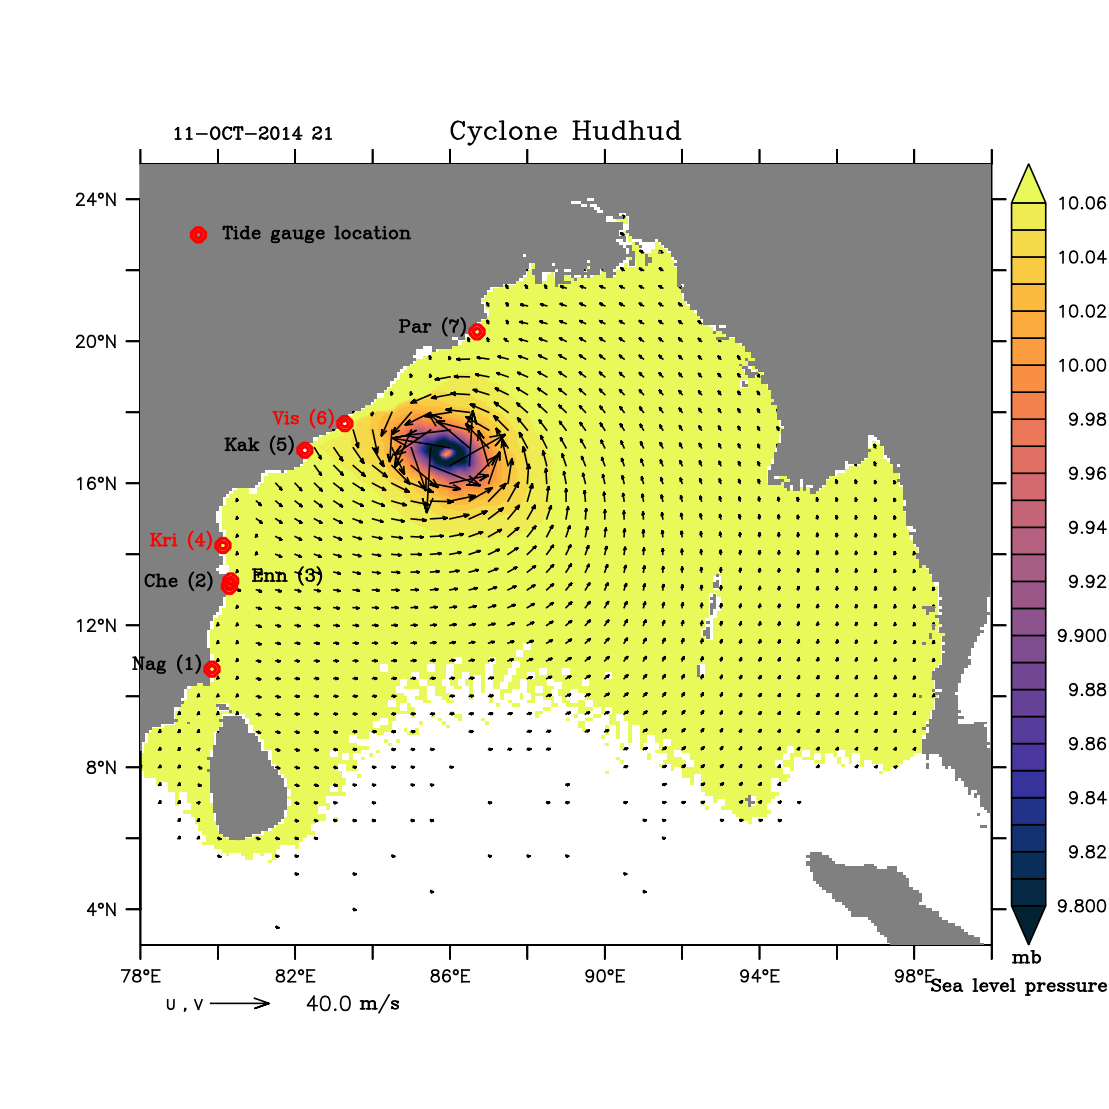 11-OCT-2014 21
Cyclone Hudhud
24°N
20°N
16°N
12°N
8°N
4°N
Tide gauge location
Par (7)
Vis (6)
Kak (5)
Kri (4)
Enn (3)
Che (2)
Nag (1)
10.06
10.04
10.02
10.00
9.98
9.96
9.94
9.92
9.900
9.88
9.86
9.84
9.82
9.800
mb
78°E
82°E
86°E
90°E
94°E
98°E
Sea level pressure
U , V
40.0 m/s